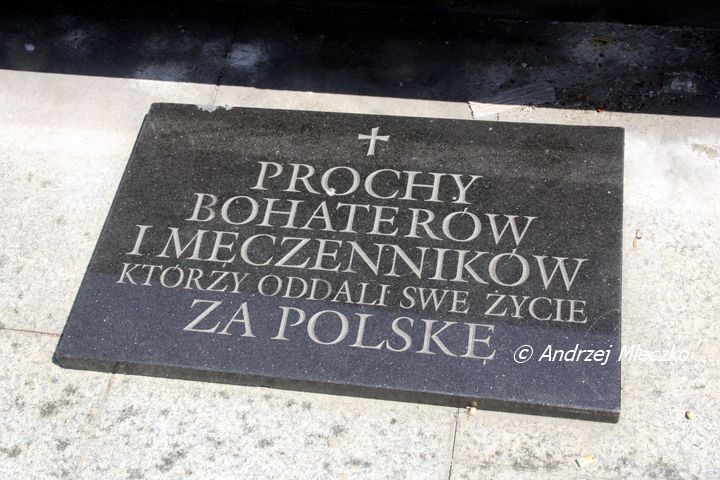 PROCHY
BOHATERÓW
I MĘCZENNIKÓW
KTÓRZY ODDALI SWE ŻYCIE
ZA POLSKĘ
© Andrzej Mleczko